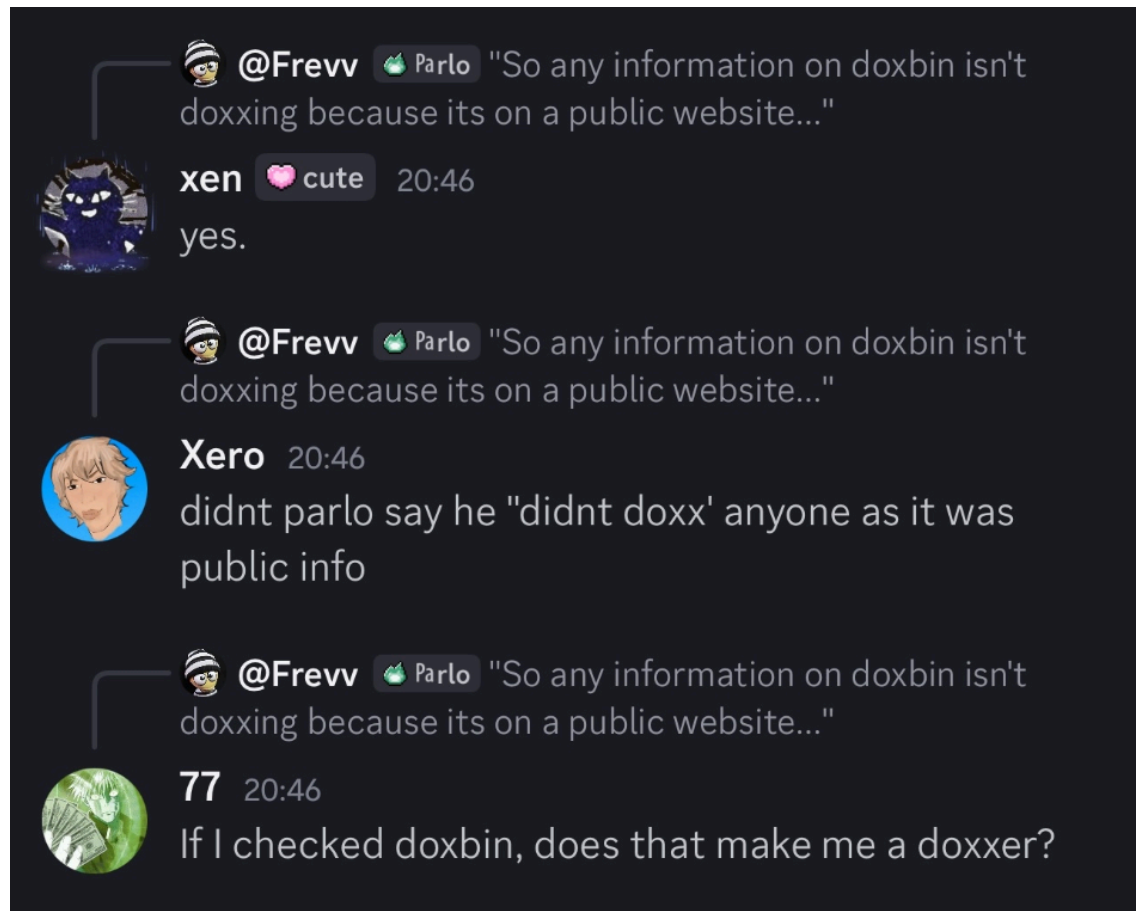 @Frevv Parlo "So any information on doxbin isn't
doxxing because its on a public website..."
xen cute 20:46
yes.
@Frevv Parlo "So any information on doxbin isn't
doxxing because its on a public website..."
Xero 20:46
didnt parlo say he "didnt doxx' anyone as it was
public info
@Frevv Parlo "So any information on doxbin isn't
doxxing because its on a public website..."
77 20:46
If I checked doxbin, does that make me a doxxer?